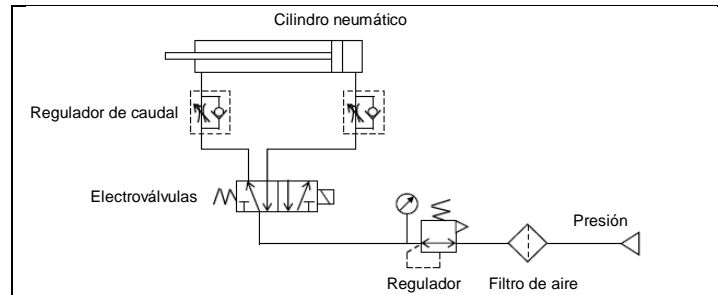 Cilindro neumático
Regulador de caudal
Electroválvulas
Presión
Regulador
Filtro de aire